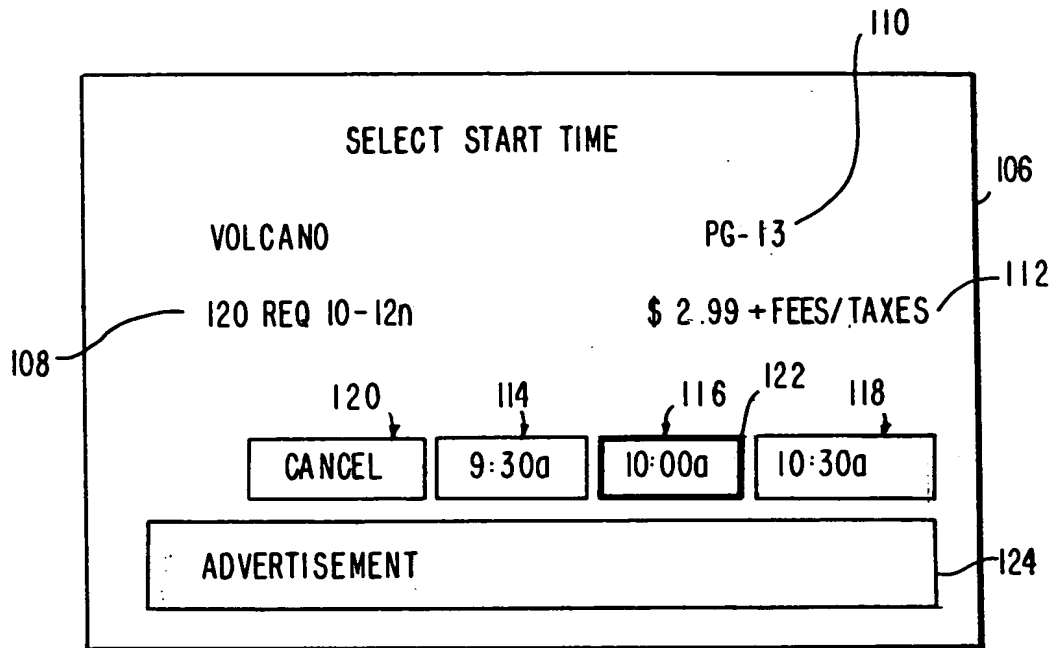 110
SELECT START TIME
106
VOLCANO PG-13
112
120 REQ 10-12n $ 2.99 +FEES/TAXES
108
120 114 116 122 118
CANCEL 9:30a 10:00a 10:30a
ADVERTISEMENT
124